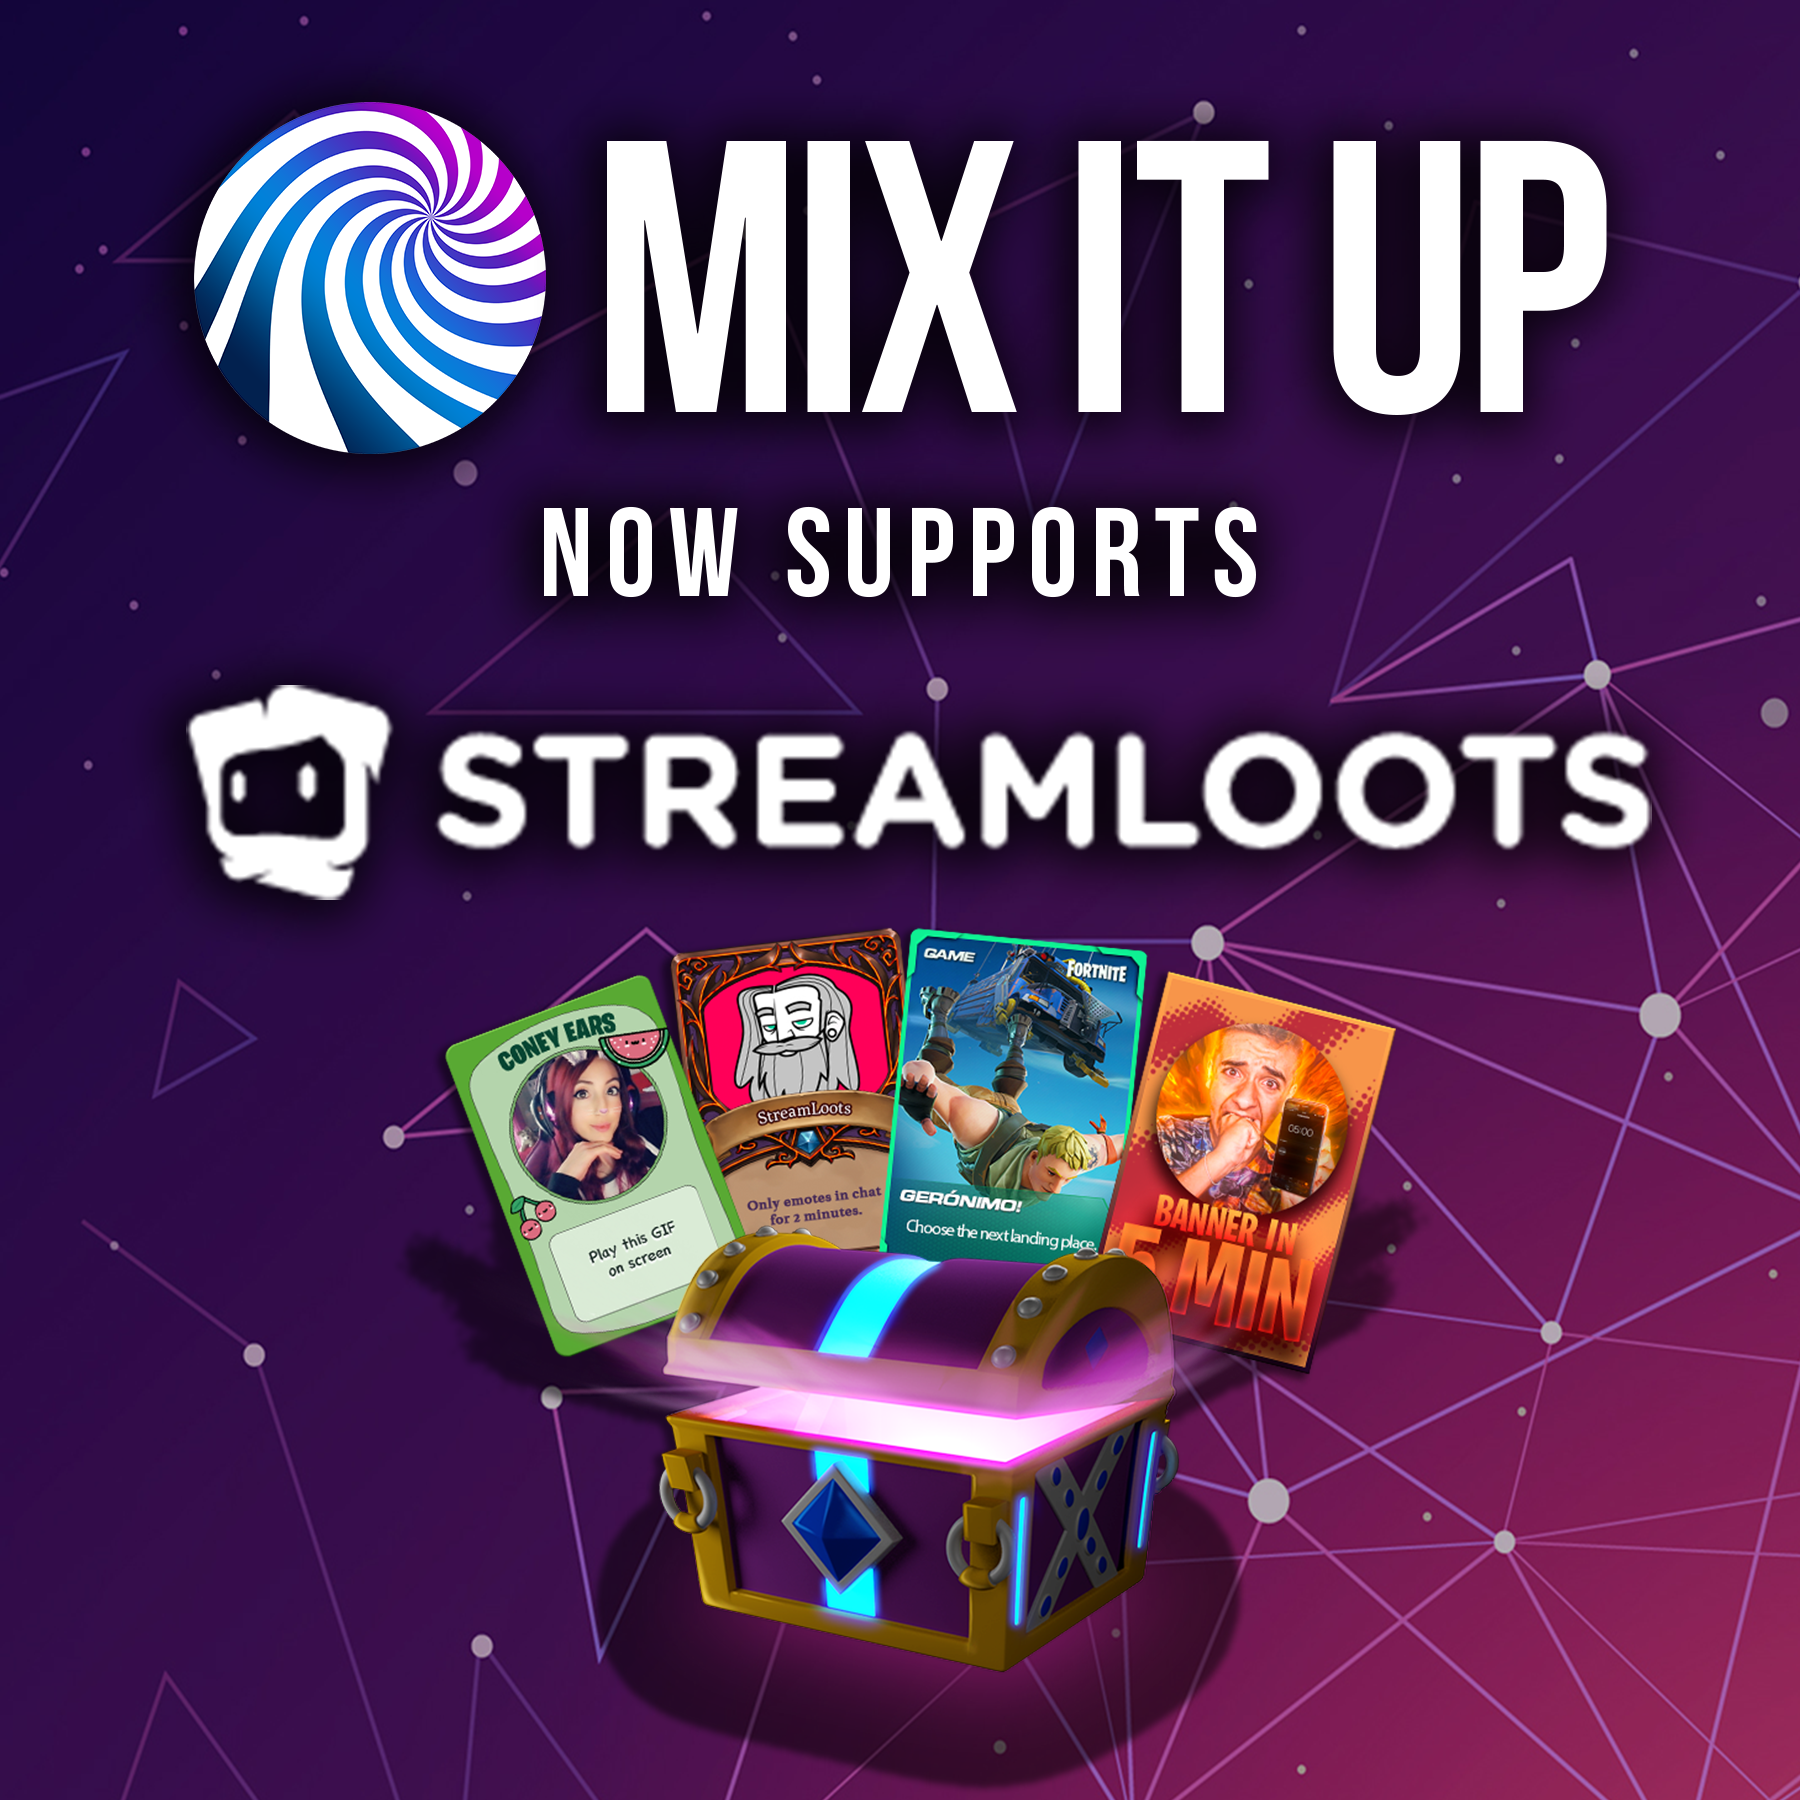 MIX IT UP
NOW SUPPORTS
STREAMLOOTS
CONEY EARS
Play this GIF
on screen
StreamLoots
Only emotes in chat
for 2 minutes.
GAME
FORTNITE
GERÓNIMO!
Choose the next landing place.
05:00
BANNER IN
5 MIN